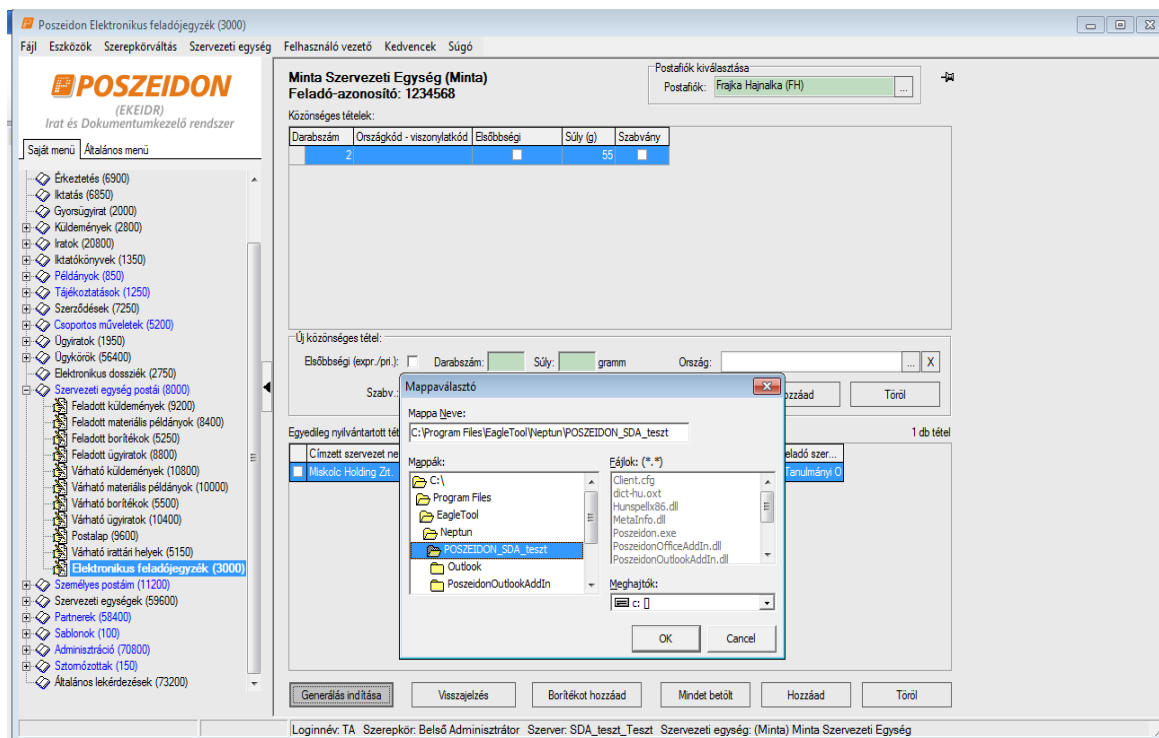 Poszeidon Elektronikus feladójegyzék (3000)
Fájl Eszközök Szerepkörváltás Szervezeti egység Felhasználó vezető Kedvencek Súgó
POSZEIDON
(EKEIDR)
Irat és Dokumentumkezelő rendszer
Saját menü Általános menü
Érkeztetés (6900)
Iktatás (6850)
Gyorsügyirat (2000)
Küldemények (2800)
Iratok (20800)
Iktatókönyvek (1350)
Példányok (850)
Tájékoztatások (1250)
Szerződések (7250)
Csoportos műveletek (5200)
Ügyiratok (1950)
Ügykörök (56400)
Elektronikus dossziék (2750)
Szervezeti egység postái (8000)
Feladott küldemények (9200)
Feladott materiális példányok (8400)
Feladott borítékok (5250)
Feladott ügyiratok (8800)
Várható küldemények (10800)
Várható materiális példányok (10000)
Várható borítékok (5500)
Várható ügyiratok (10400)
Postalap (9600)
Várható irattári helyek (5150)
Elektronikus feladójegyzék (3000)
Személyes postáim (11200)
Szervezeti egységek (59600)
Partnerek (58400)
Sablonok (100)
Adminisztráció (70800)
Sztornózottak (150)
Általános lekérdezések (73200)
Minta Szervezeti Egység (Minta)
Feladó-azonosító: 1234568
Postafiók kiválasztása
Postafiók: Frajka Hajnalka (FH) ...
Közönséges tételek:
Darabszám Országkód - viszonylatkód Elsőbbségi Súly (g) Szabvány
2 55
Új közönséges tétel:
Elsőbbségi (expr./pri.): Darabszám: Súly: gramm Ország: ... X
Szabv.: ozzáad Töröl
Egyedileg nyilvántartott tét 1 db tétel
Címzett szervezet ne eladó szer...
Miskolc Holding Zrt. Tanulmányi O
Mappaválasztó
Mappa Neve:
C:\Program Files\EagleTool\Neptun\POSZEIDON_SDA_teszt
Mappák:
C:\
Program Files
EagleTool
Neptun
POSZEIDON_SDA_teszt
Outlook
PoszeidonOutlookAddIn
Fájlok: (*.*)
Client.cfg
dict-hu.oxt
Hunspellx86.dll
MetaInfo.dll
Poszeidon.exe
PoszeidonOfficeAddIn.dll
PoszeidonOutlookAddIn.dll
Meghajtók:
c: []
OK Cancel
Generálás indítása Visszajelzés Borítékot hozzáad Mindet betölt Hozzáad Töröl
Loginnév: TA Szerepkör: Belső Adminisztrátor Szerver: SDA_teszt_Teszt Szervezeti egység: (Minta) Minta Szervezeti Egység